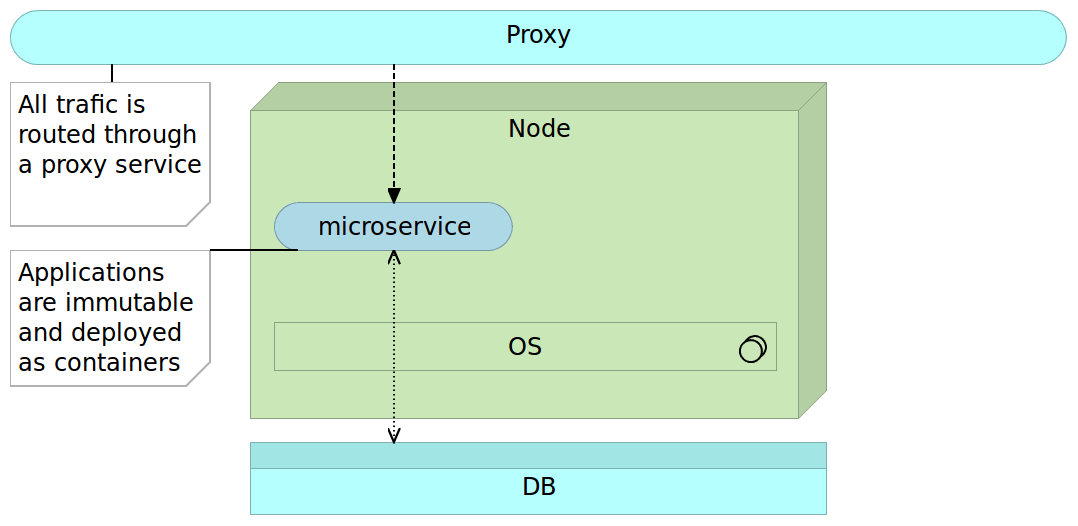 Proxy
All trafic is
routed through
a proxy service
Node
microservice
Applications
are immutable
and deployed
as containers
OS
DB